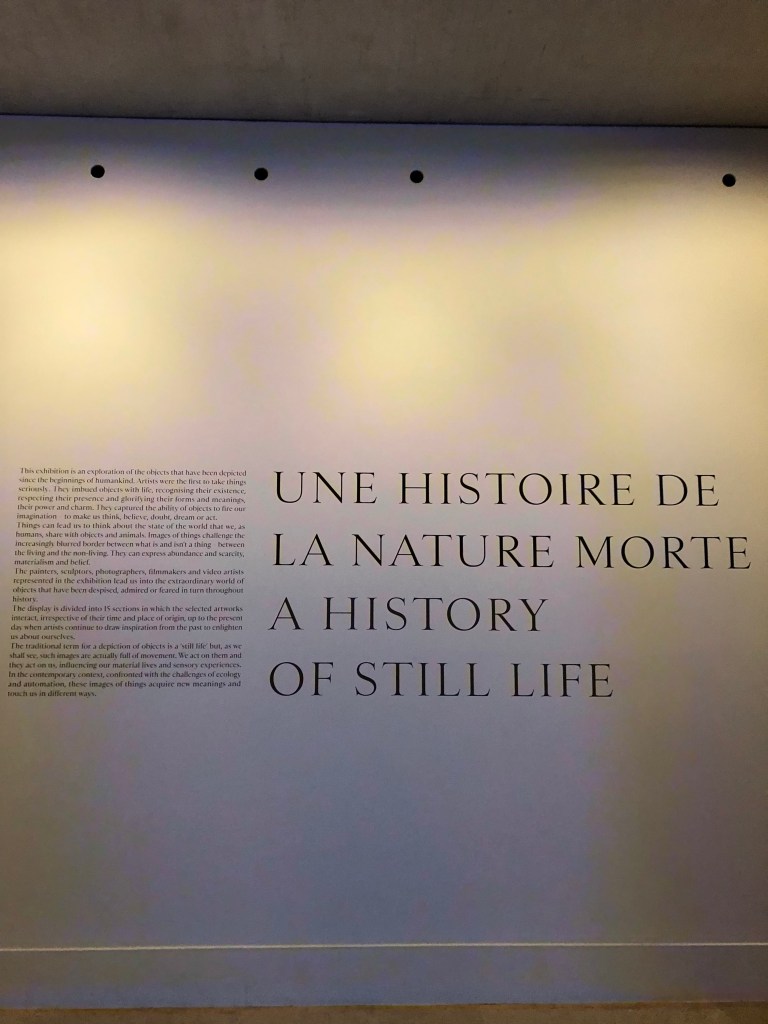 This exhibition is an exploration of the objects that have been depicted
since the beginnings of humankind. Artists were the first to take things
seriously. They imbued objects with life, recognising their existence,
respecting their presence and glorifying their forms and meanings,
their power and charm. They captured the ability of objects to fire our
imagination – to make us think, believe, doubt, dream or act.
Things can lead us to think about the state of the world that we, as
humans, share with objects and animals. Images of things challenge the
increasingly blurred border between what is and isn't a thing – between
the living and the non-living. They can express abundance and scarcity,
materialism and belief.
The painters, sculptors, photographers, filmmakers and video artists
represented in the exhibition lead us into the extraordinary world of
objects that have been despised, admired or feared in turn throughout
history.
The display is divided into 15 sections in which the selected artworks
interact, irrespective of their time and place of origin, up to the present
day when artists continue to draw inspiration from the past to enlighten
us about ourselves.
The traditional term for a depiction of objects is a 'still life' but, as we
shall see, such images are actually full of movement. We act on them and
they act on us, influencing our material lives and sensory experiences.
In the contemporary context, confronted with the challenges of ecology
and automation, these images of things acquire new meanings and
touch us in different ways.
UNE HISTOIRE DE
LA NATURE MORTE
A HISTORY
OF STILL LIFE